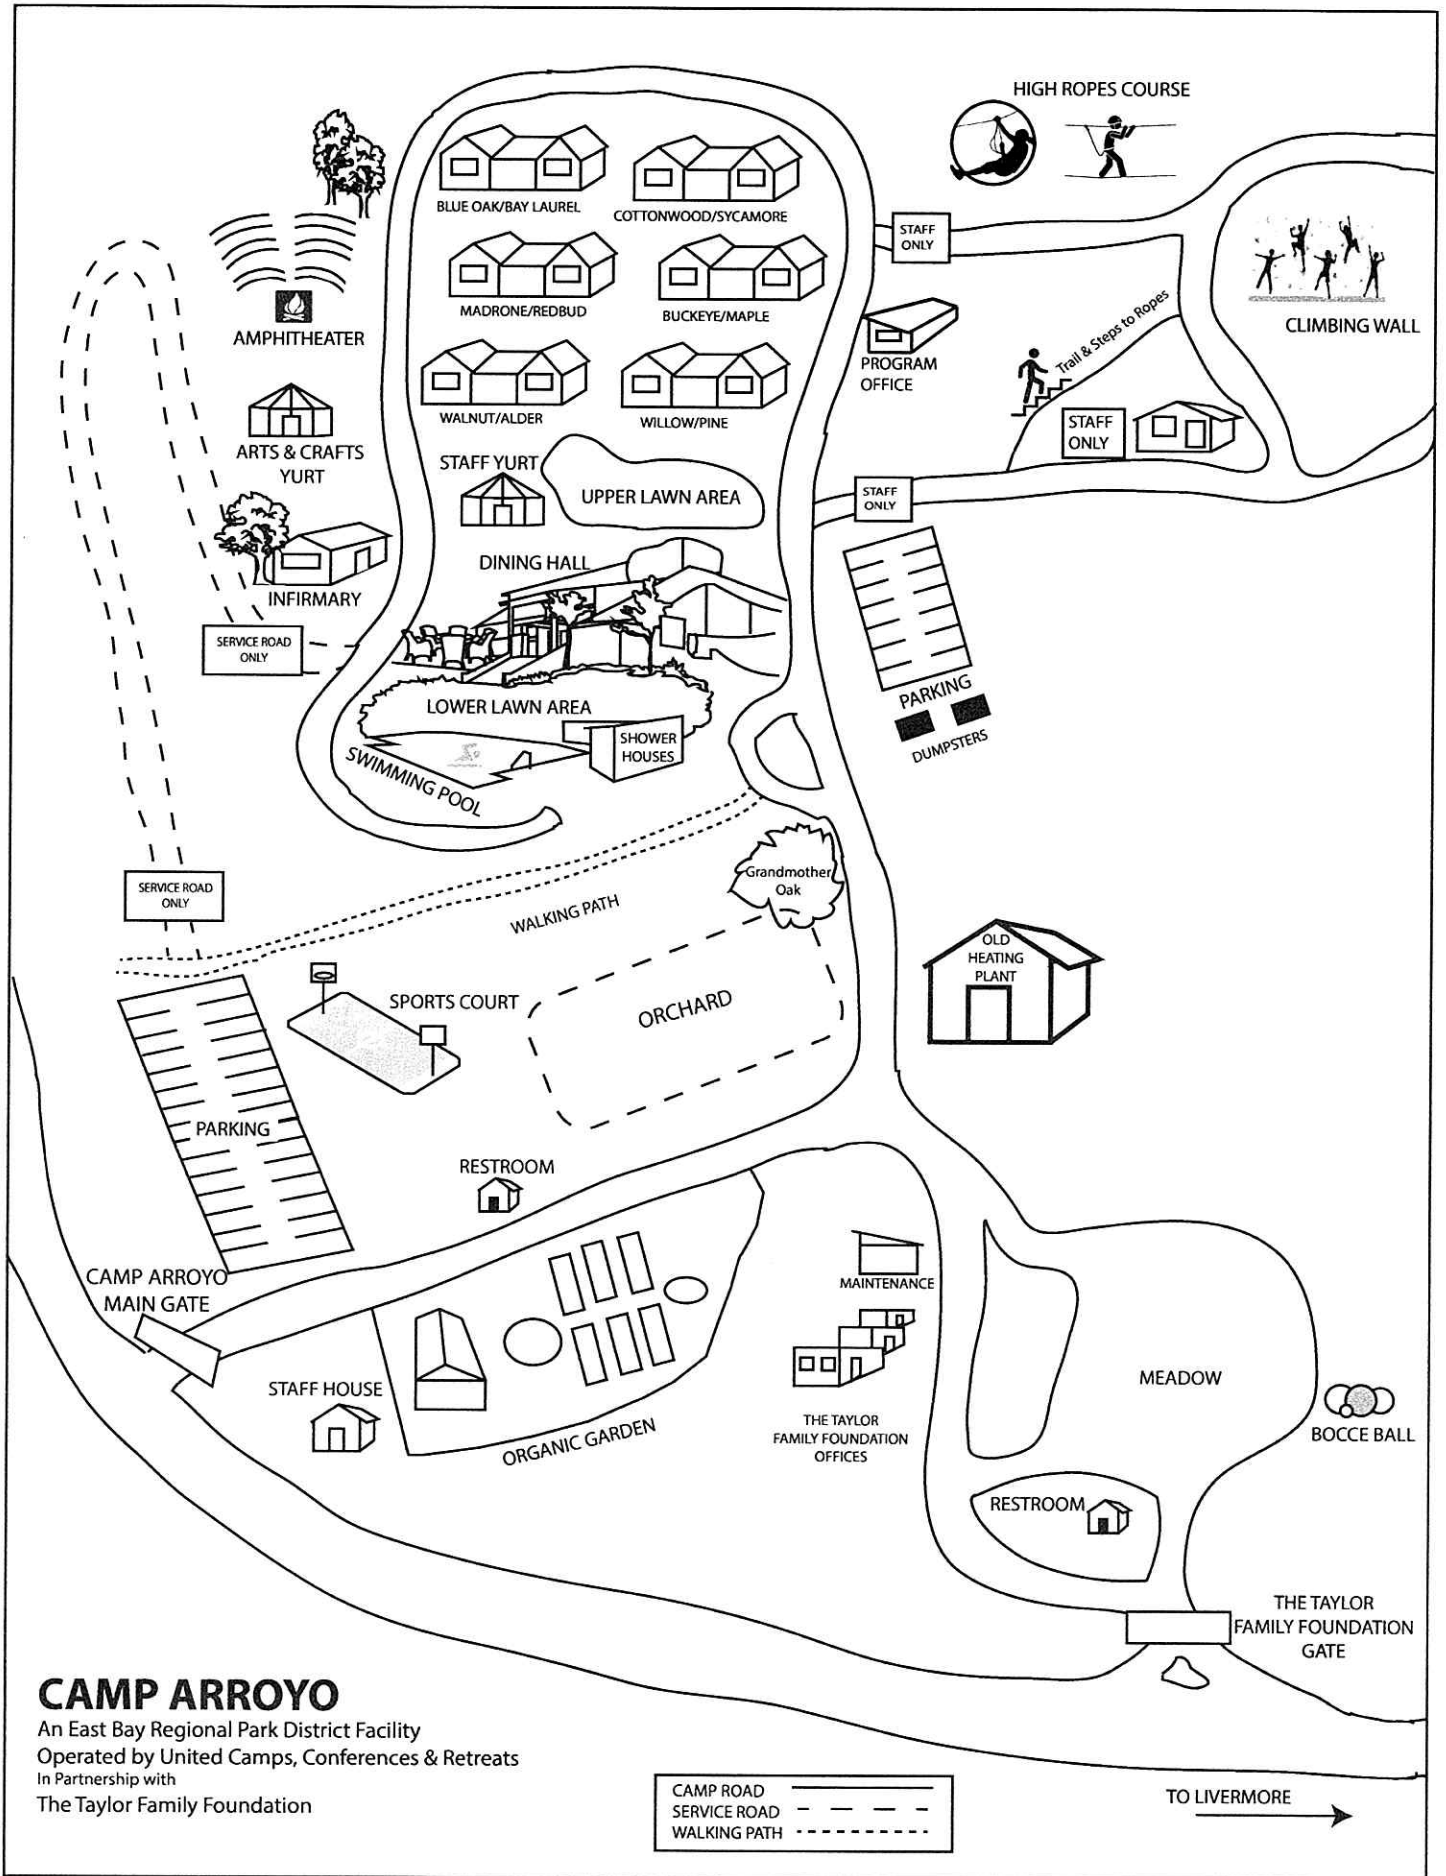 HIGH ROPES COURSE
BLUE OAK/BAY LAUREL
COTTONWOOD/SYCAMORE
STAFF
ONLY
MADRONE/REDBUD
BUCKEYE/MAPLE
AMPHITHEATER
CLIMBING WALL
Trail & Steps to Ropes
PROGRAM
OFFICE
WALNUT/ALDER
WILLOW/PINE
STAFF
ONLY
ARTS & CRAFTS
YURT
STAFF YURT
UPPER LAWN AREA
STAFF
ONLY
DINING HALL
INFIRMARY
SERVICE ROAD
ONLY
PARKING
DUMPSTERS
LOWER LAWN AREA
SHOWER
HOUSES
SWIMMING POOL
Grandmother
Oak
SERVICE ROAD
ONLY
WALKING PATH
OLD
HEATING
PLANT
SPORTS COURT
ORCHARD
PARKING
RESTROOM
CAMP ARROYO
MAIN GATE
MAINTENANCE
STAFF HOUSE
ORGANIC GARDEN
THE TAYLOR
FAMILY FOUNDATION
OFFICES
MEADOW
BOCCE BALL
RESTROOM
THE TAYLOR
FAMILY FOUNDATION
GATE
CAMP ARROYO
An East Bay Regional Park District Facility
Operated by United Camps, Conferences & Retreats
In Partnership with
The Taylor Family Foundation
CAMP ROAD
SERVICE ROAD
WALKING PATH
TO LIVERMORE